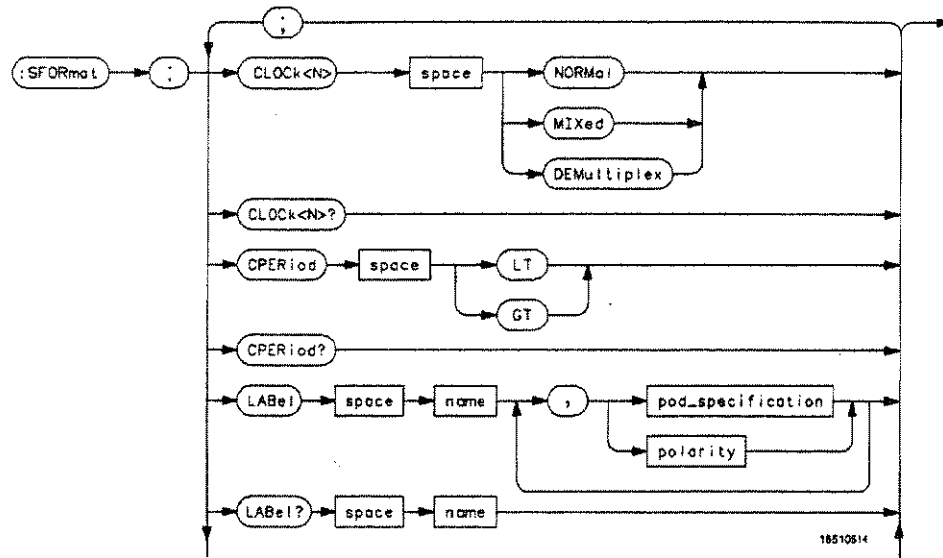 ;
:SFORmat : CLOCk<N> space NORMal
MIXed
DEMultiplex
CLOCk<N>?
CPERiod space LT
GT
CPERiod?
LABel space name , pod_specification
polarity
LABel? space name
16510S14